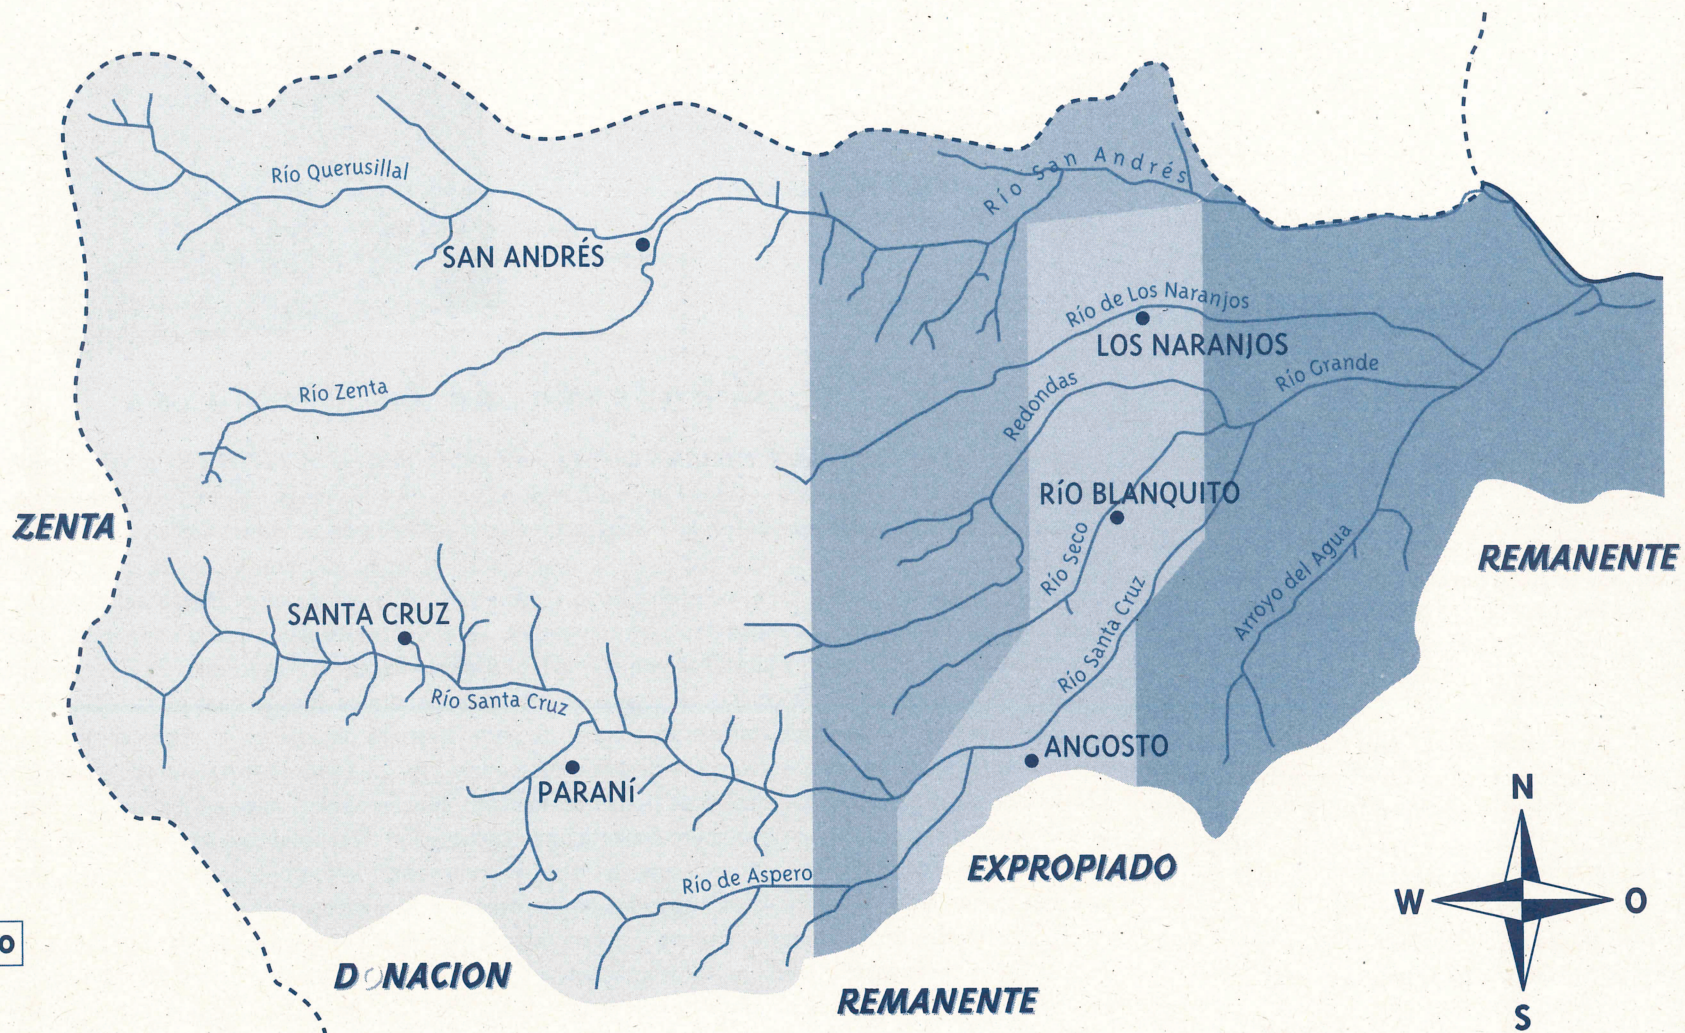 Río Querusillal
Río San Andrés
SAN ANDRÉS
Río de Los Naranjos
LOS NARANJOS
Río Zenta
Redondas
Río Grande
RÍO BLANQUITO
ZENTA
Río Seco
Arroyo del Agua
REMANENTE
SANTA CRUZ
Río Santa Cruz
Río Santa Cruz
ANGOSTO
PARANÍ
Río de Aspero
EXPROPIADO
DONACION
REMANENTE
N
W
O
S
o